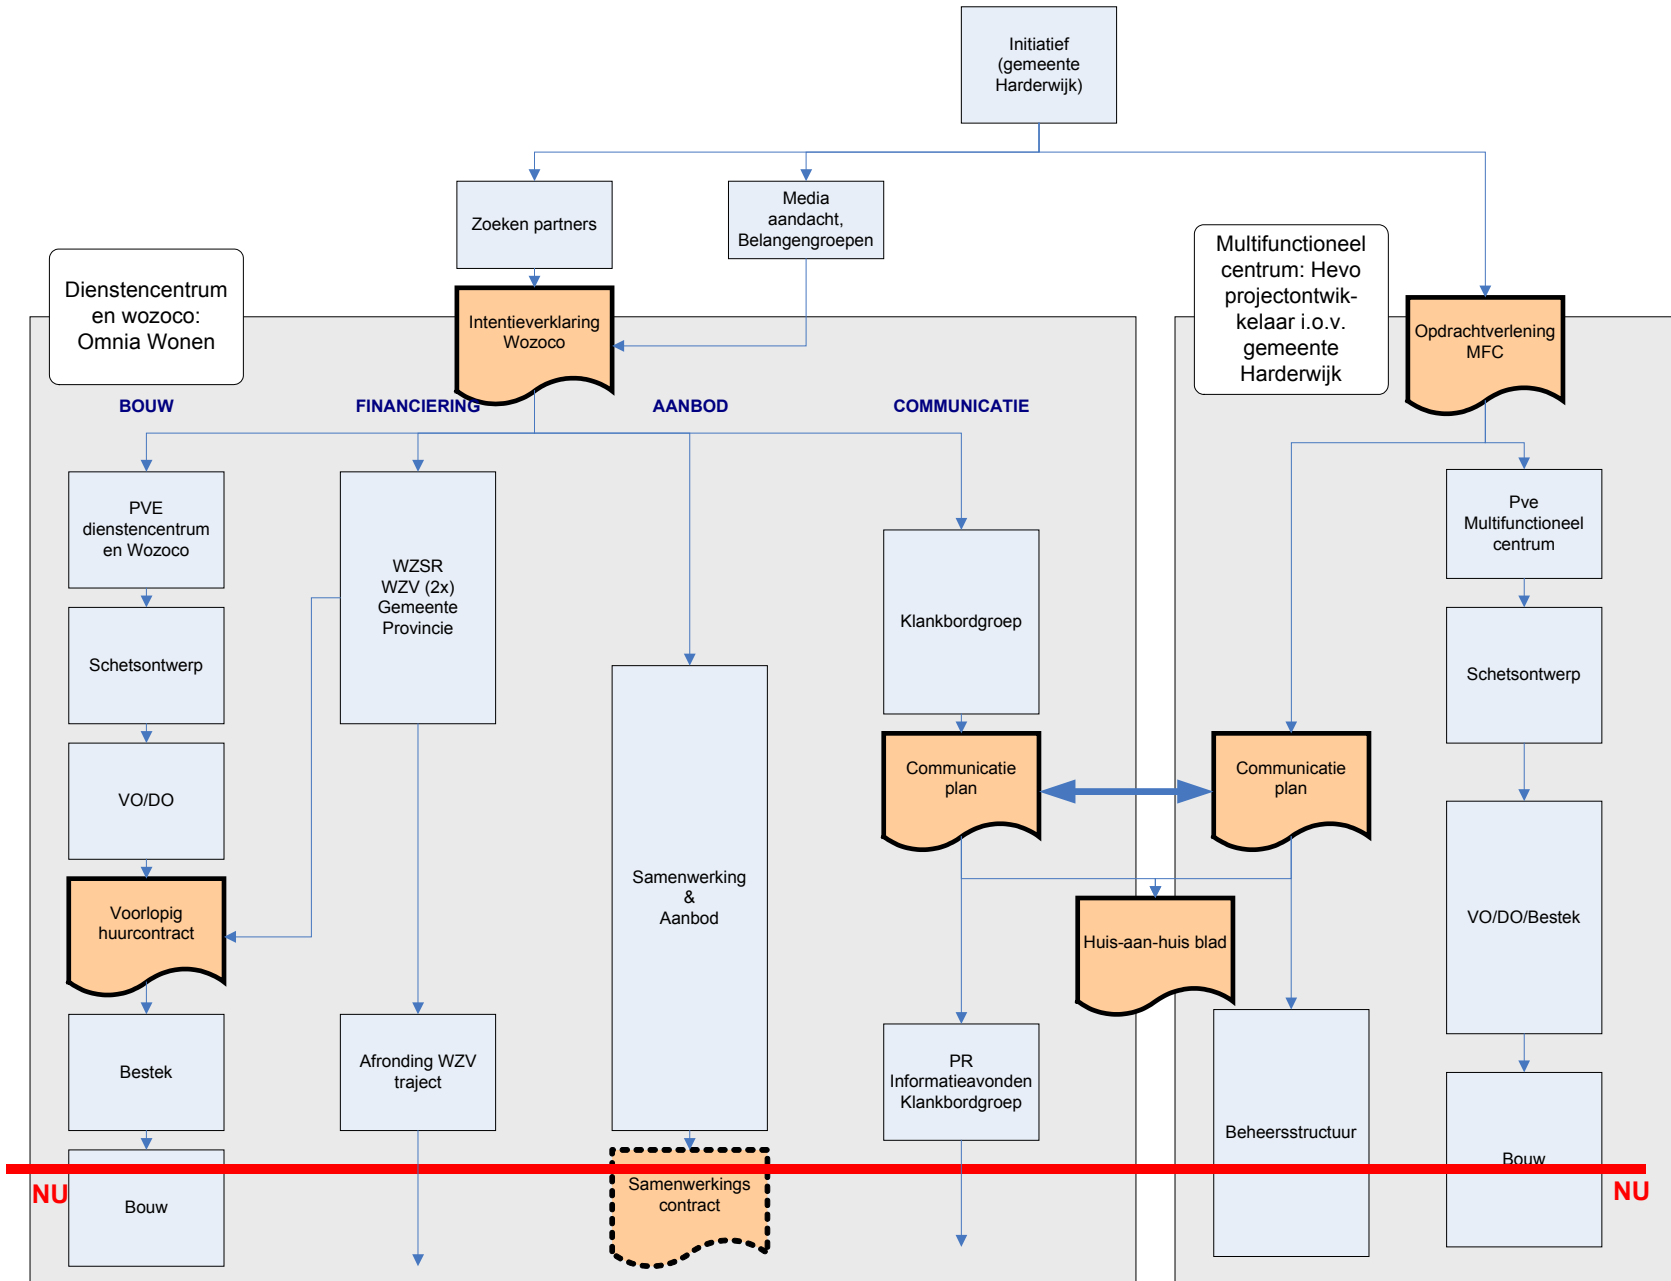 Initiatief
(gemeente
Harderwijk)
Zoeken partners
Media
aandacht,
Belangengroepen
Dienstencentrum
en wozoco:
Omnia Wonen
Intentieverklaring
Wozoco
Multifunctioneel
centrum: Hevo
projectontwik-
kelaar i.o.v.
gemeente
Harderwijk
Opdrachtverlening
MFC
BOUW
FINANCIERING
AANBOD
COMMUNICATIE
PVE
dienstencentrum
en Wozoco
WZSR
WZV (2x)
Gemeente
Provincie
Klankbordgroep
Pve
Multifunctioneel
centrum
Schetsontwerp
Schetsontwerp
VO/DO
Communicatie
plan
Communicatie
plan
Samenwerking
&
Aanbod
Voorlopig
huurcontract
Huis-aan-huis blad
VO/DO/Bestek
Bestek
Afronding WZV
traject
PR
Informatieavonden
Klankbordgroep
Beheersstructuur
Bouw
NU
Bouw
Samenwerkings
contract
NU